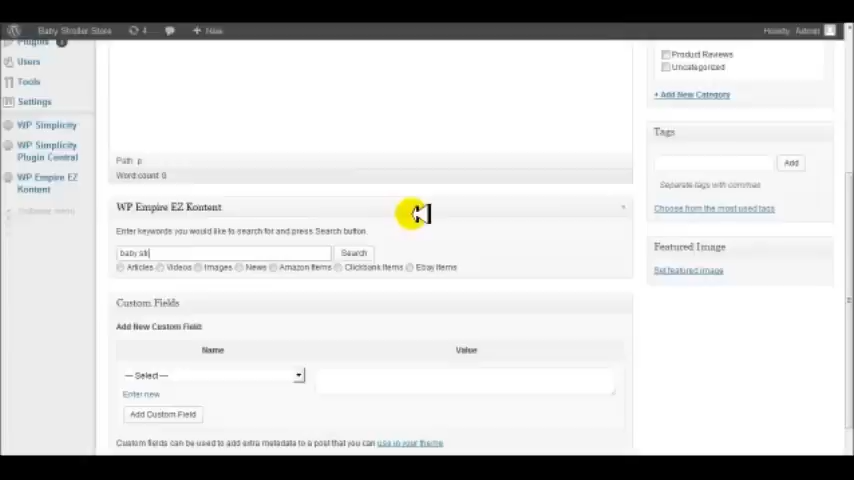 Baby Stroller Store
4
+ New
Howdy, Admin
Plugins
Users
Tools
Settings
WP Simplicity
WP Simplicity
Plugin Central
WP Empire EZ
Kontent
Collapse menu
Path: p
Word count: 0
WP Empire EZ Kontent
Enter keywords you would like to search for and press Search button.
baby str
Search
Articles Videos Images News Amazon Items Clickbank Items Ebay Items
Custom Fields
Add New Custom Field:
Name Value
— Select —
Enter new
Add Custom Field
Custom fields can be used to add extra metadata to a post that you can use in your theme.
Product Reviews
Uncategorized
+ Add New Category
Tags
Add
Separate tags with commas
Choose from the most used tags
Featured Image
Set featured image